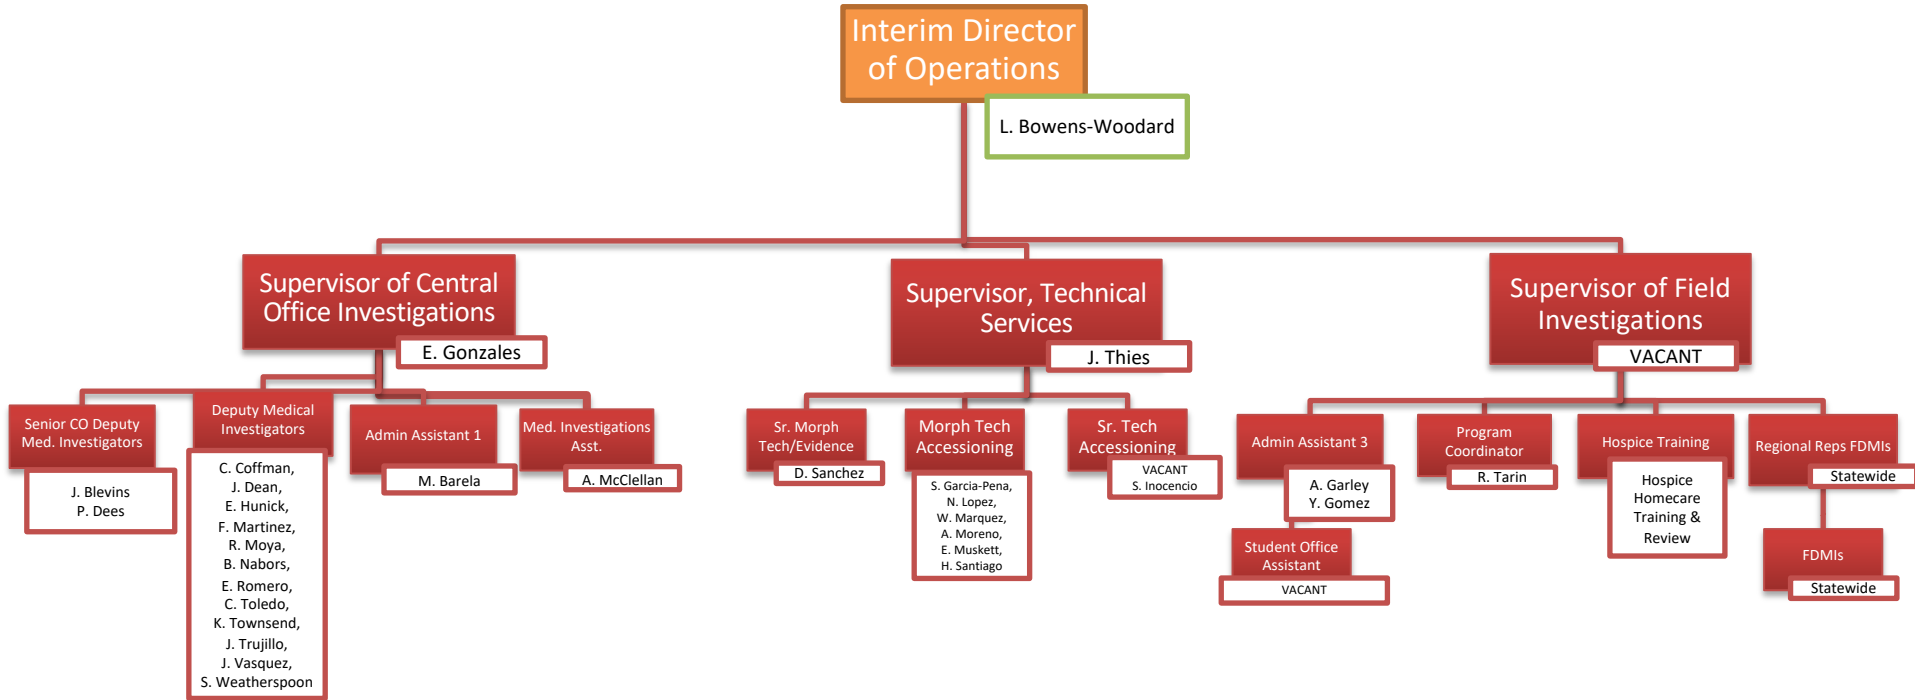 Interim Director
of Operations
L. Bowens-Woodard
Supervisor of Central
Office Investigations
E. Gonzales
Supervisor, Technical
Services
J. Thies
Supervisor of Field
Investigations
VACANT
Senior CO Deputy
Med. Investigators
J. Blevins
P. Dees
Deputy Medical
Investigators
C. Coffman,
J. Dean,
E. Hunick,
F. Martinez,
R. Moya,
B. Nabors,
E. Romero,
C. Toledo,
K. Townsend,
J. Trujillo,
J. Vasquez,
S. Weatherspoon
Admin Assistant 1
M. Barela
Med. Investigations
Asst.
A. McClellan
Sr. Morph
Tech/Evidence
D. Sanchez
Morph Tech
Accessioning
S. Garcia-Pena,
N. Lopez,
W. Marquez,
A. Moreno,
E. Muskett,
H. Santiago
Sr. Tech
Accessioning
VACANT
S. Inocencio
Admin Assistant 3
A. Garley
Y. Gomez
Student Office
Assistant
VACANT
Program
Coordinator
R. Tarin
Hospice Training
Hospice
Homecare
Training &
Review
Regional Reps FDMIs
Statewide
FDMIs
Statewide